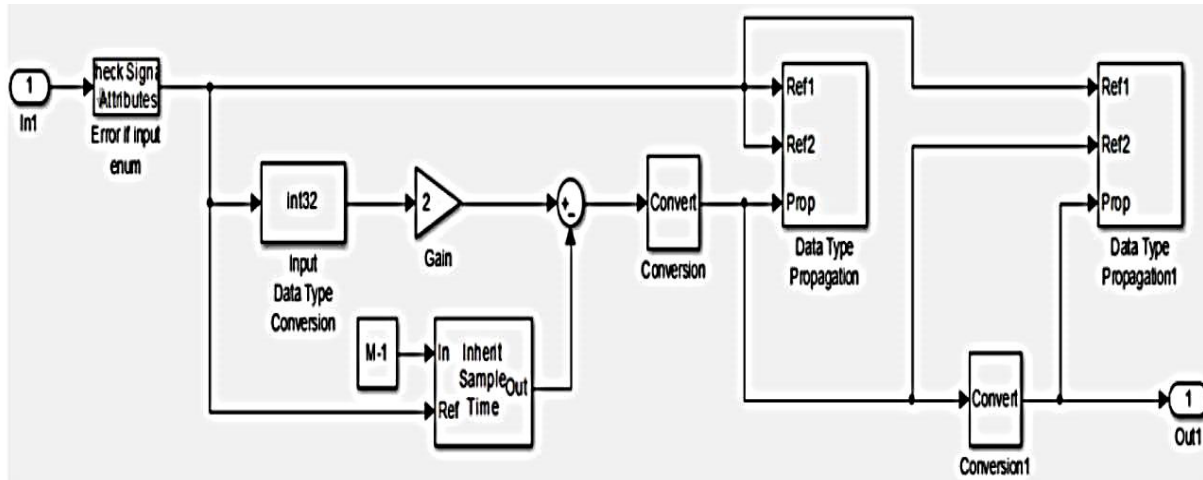 1
In1
heck Signa
Attributes
Error if input
enum
Int32
Input
Data Type
Conversion
2
Gain
M-1
In
Inherit
Sample
Time
Out
Ref
+
-
Convert
Conversion
Ref1
Ref2
Prop
Data Type
Propagation
Ref1
Ref2
Prop
Data Type
Propagation1
Convert
Conversion1
1
Out1